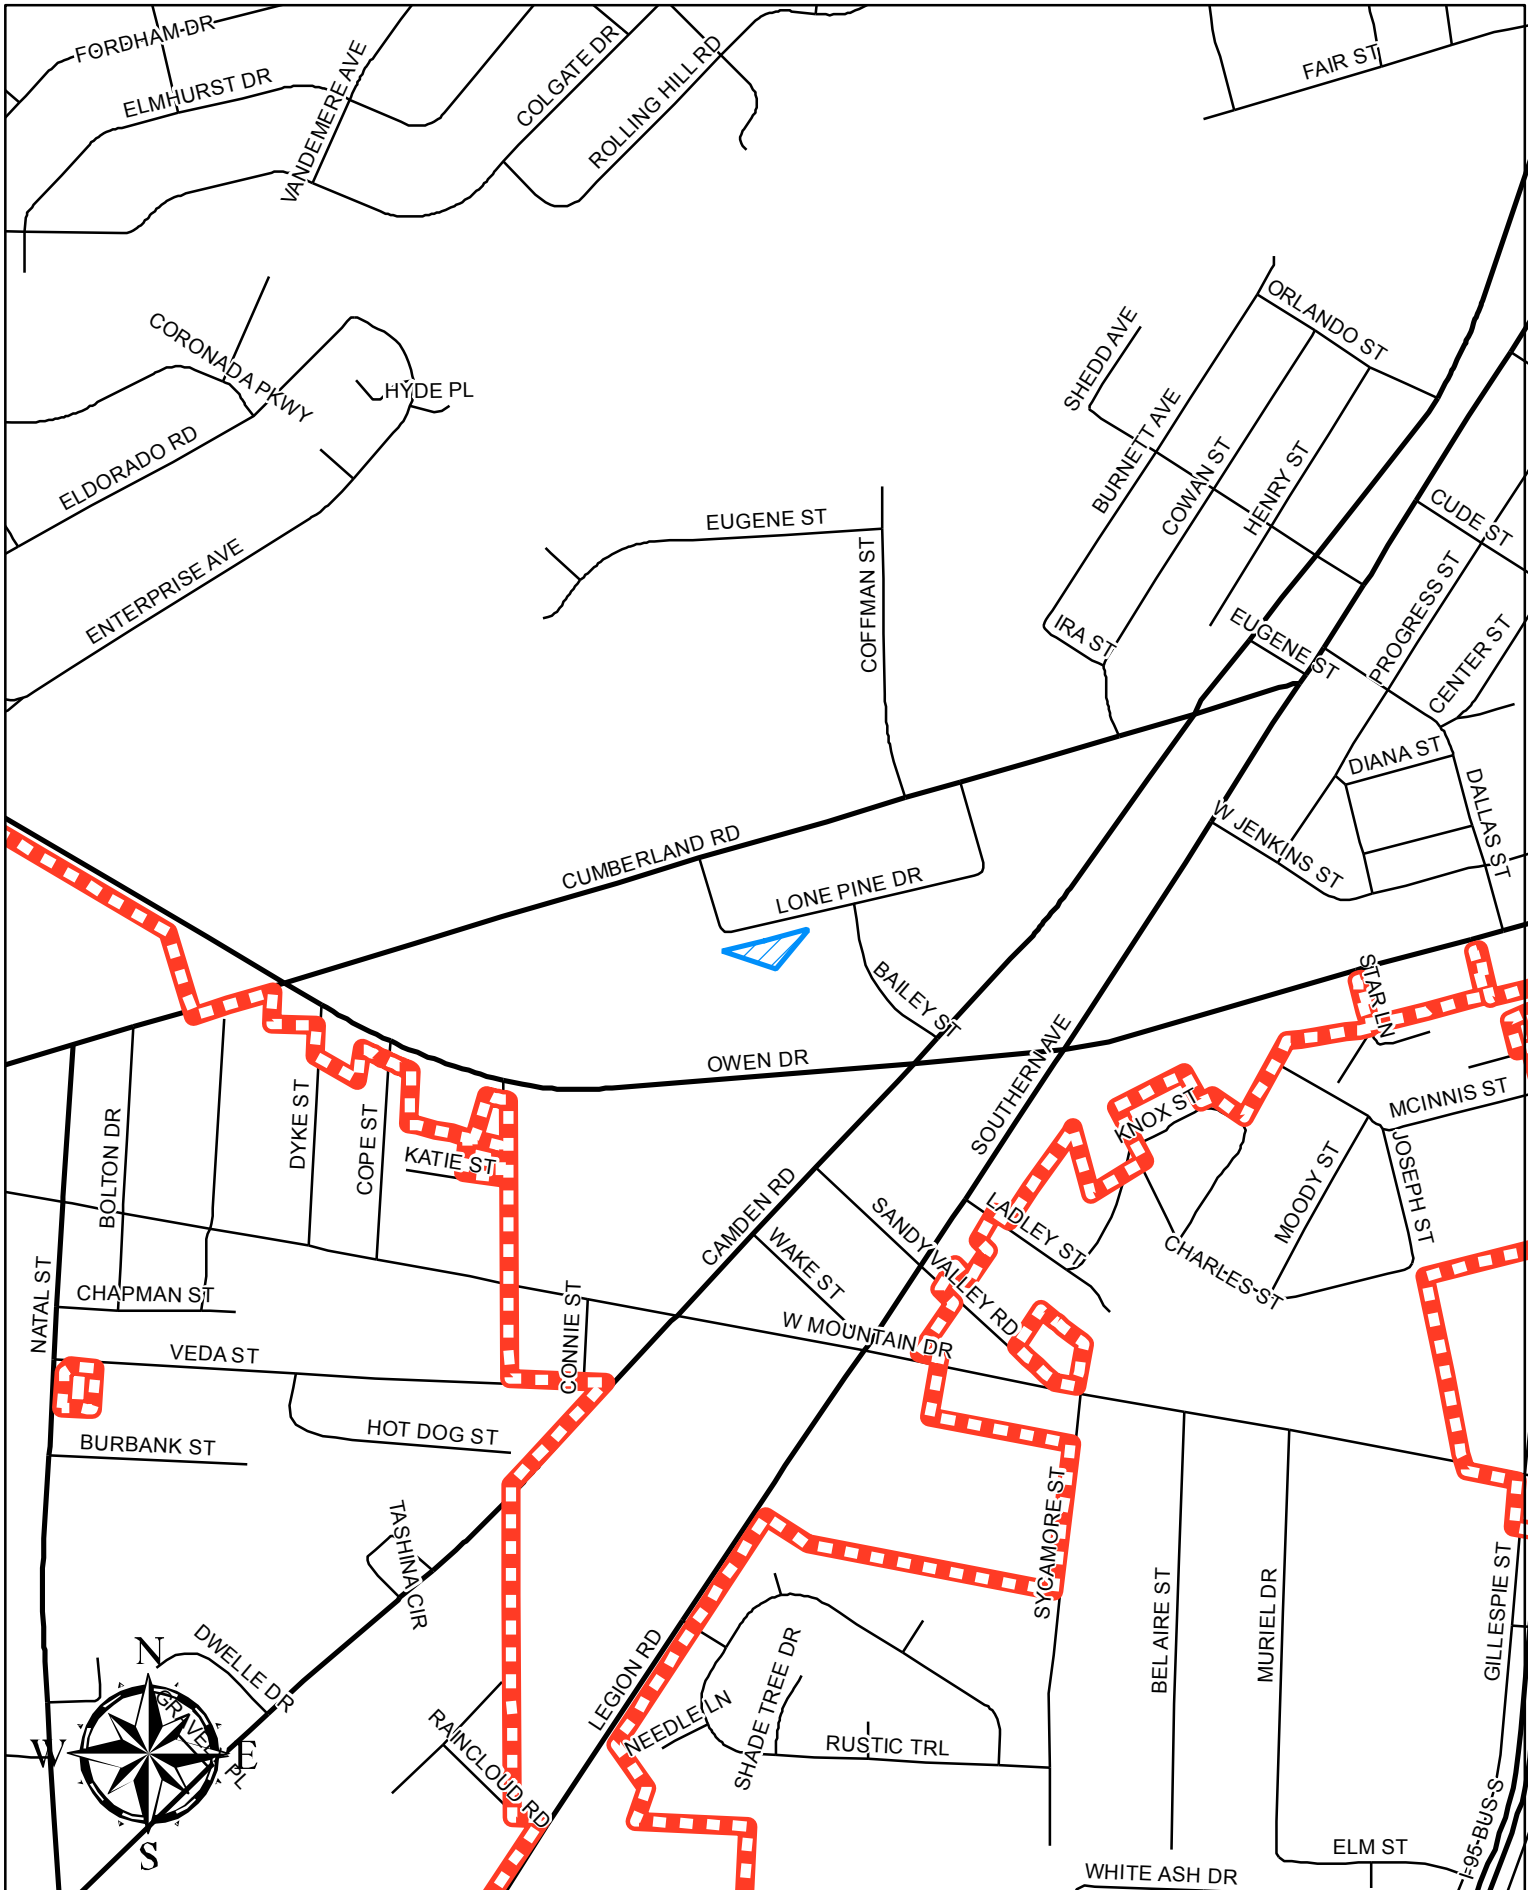 FORDHAM DR
ELMHURST DR
VANDEMERE AVE
COLGATE DR
ROLLING HILL RD
FAIR ST
CORONADA PKWY
HYDE PL
ELDORADO RD
ENTERPRISE AVE
ORLANDO ST
SHEDD AVE
BURNETT AVE
COWAN ST
HENRY ST
CUDE ST
EUGENE ST
COFFMAN ST
IRA ST
EUGENE ST
PROGRESS ST
CENTER ST
DIANA ST
DALLAS ST
W JENKINS ST
CUMBERLAND RD
LONE PINE DR
BAILEY ST
STAR LN
OWEN DR
SOUTHERN AVE
KNOX ST
MCINNIS ST
JOSEPH ST
MOODY ST
CHARLES ST
BOLTON DR
DYKE ST
COPE ST
KATIE ST
CAMDEN RD
WAKE ST
SANDY VALLEY RD
LADLEY ST
NATAL ST
CHAPMAN ST
CONNIE ST
W MOUNTAIN DR
VEDA ST
HOT DOG ST
BURBANK ST
TASHINA CIR
SYCAMORE ST
BEL AIRE ST
MURIEL DR
GILLESPIE ST
DWELLE DR
GRAVEL PL
N
W
E
S
LEGION RD
RAINCLOUD RD
NEEDLE LN
SHADE TREE DR
RUSTIC TRL
ELM ST
WHITE ASH DR
I-95-BUS-S